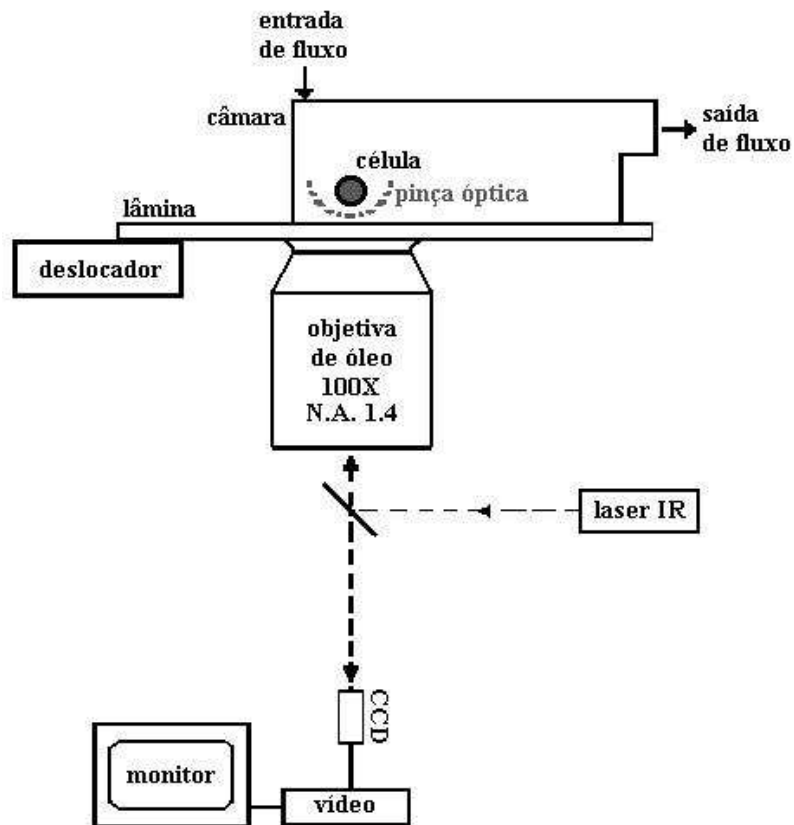 entrada
de fluxo
câmara
saída
de fluxo
célula
pinça óptica
lâmina
deslocador
objetiva
de óleo
100X
N.A. 1.4
laser IR
CCD
monitor
vídeo